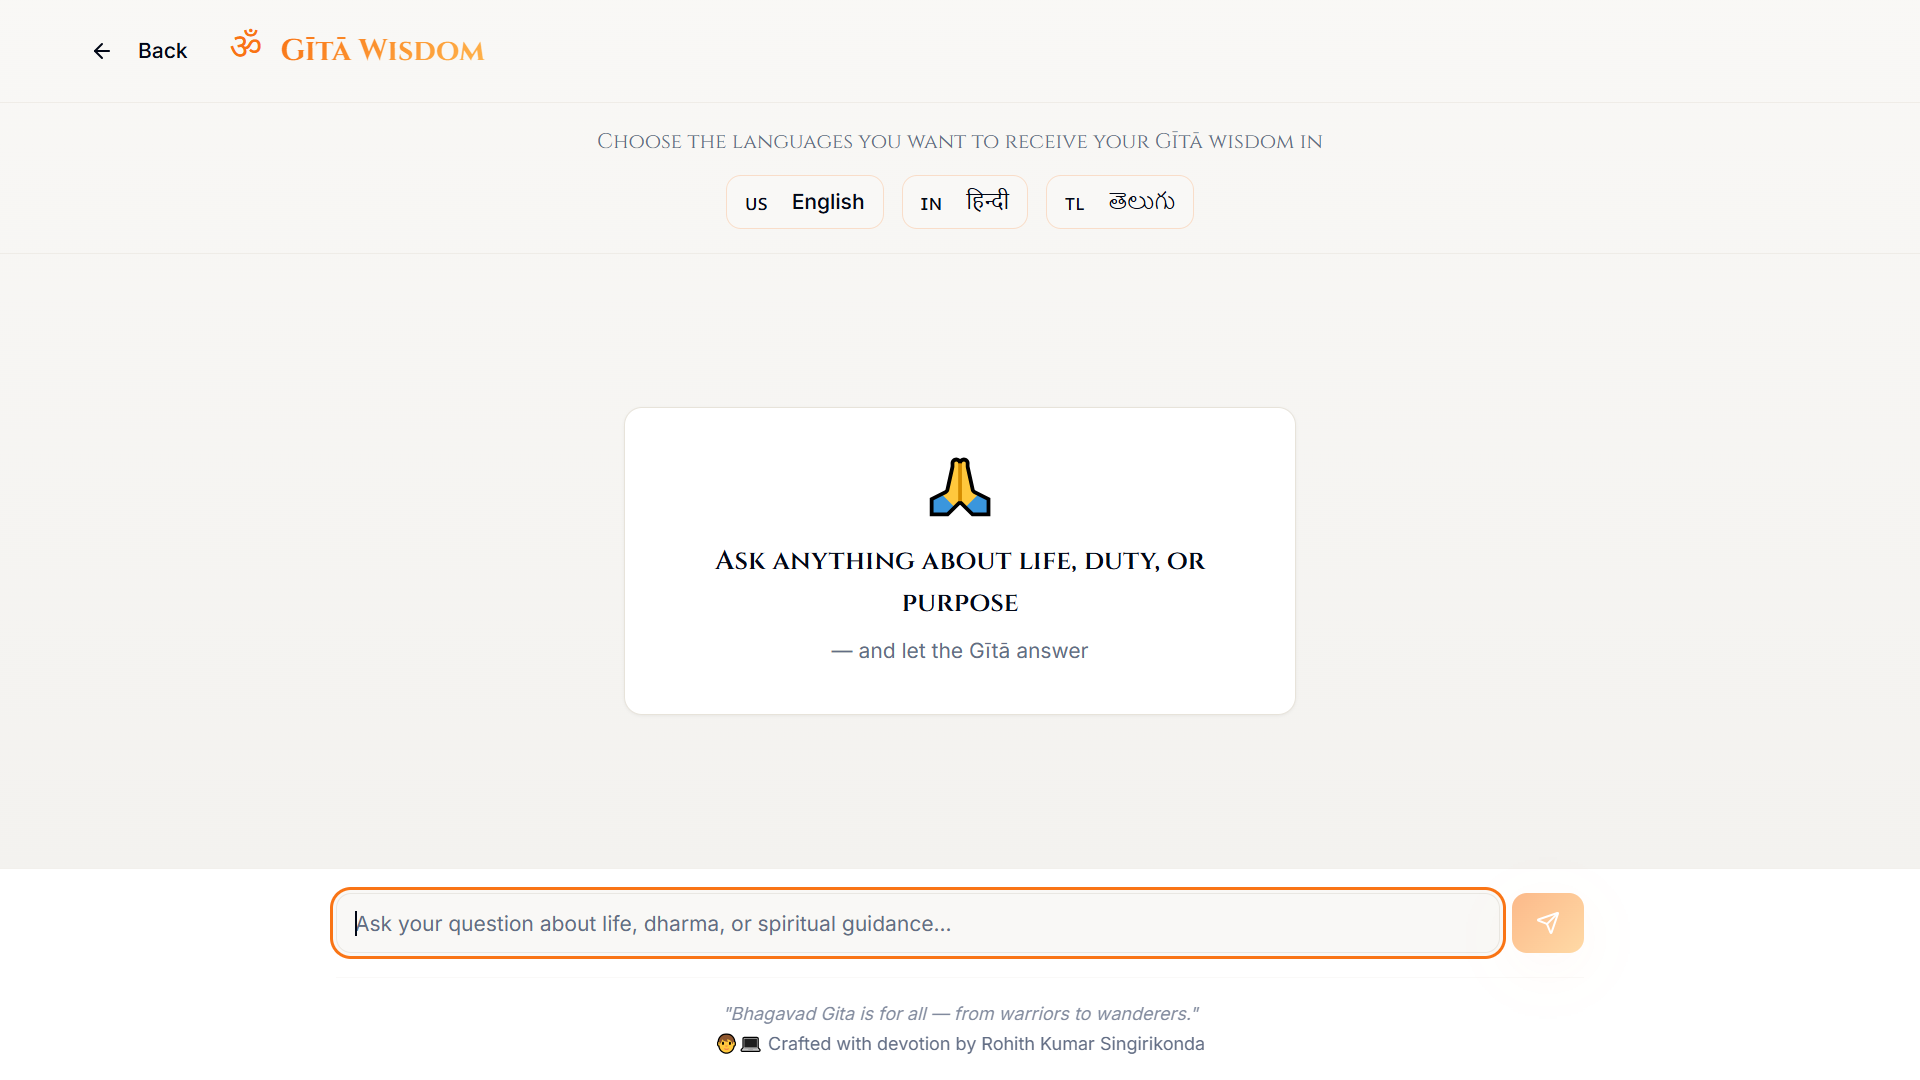 Back
ॐ GĪTĀ WISDOM
CHOOSE THE LANGUAGES YOU WANT TO RECEIVE YOUR GĪTĀ WISDOM IN
US English
IN हिन्दी
TL తెలుగు
ASK ANYTHING ABOUT LIFE, DUTY, OR
PURPOSE
— and let the Gītā answer
Ask your question about life, dharma, or spiritual guidance...
"Bhagavad Gita is for all — from warriors to wanderers."
Crafted with devotion by Rohith Kumar Singirikonda